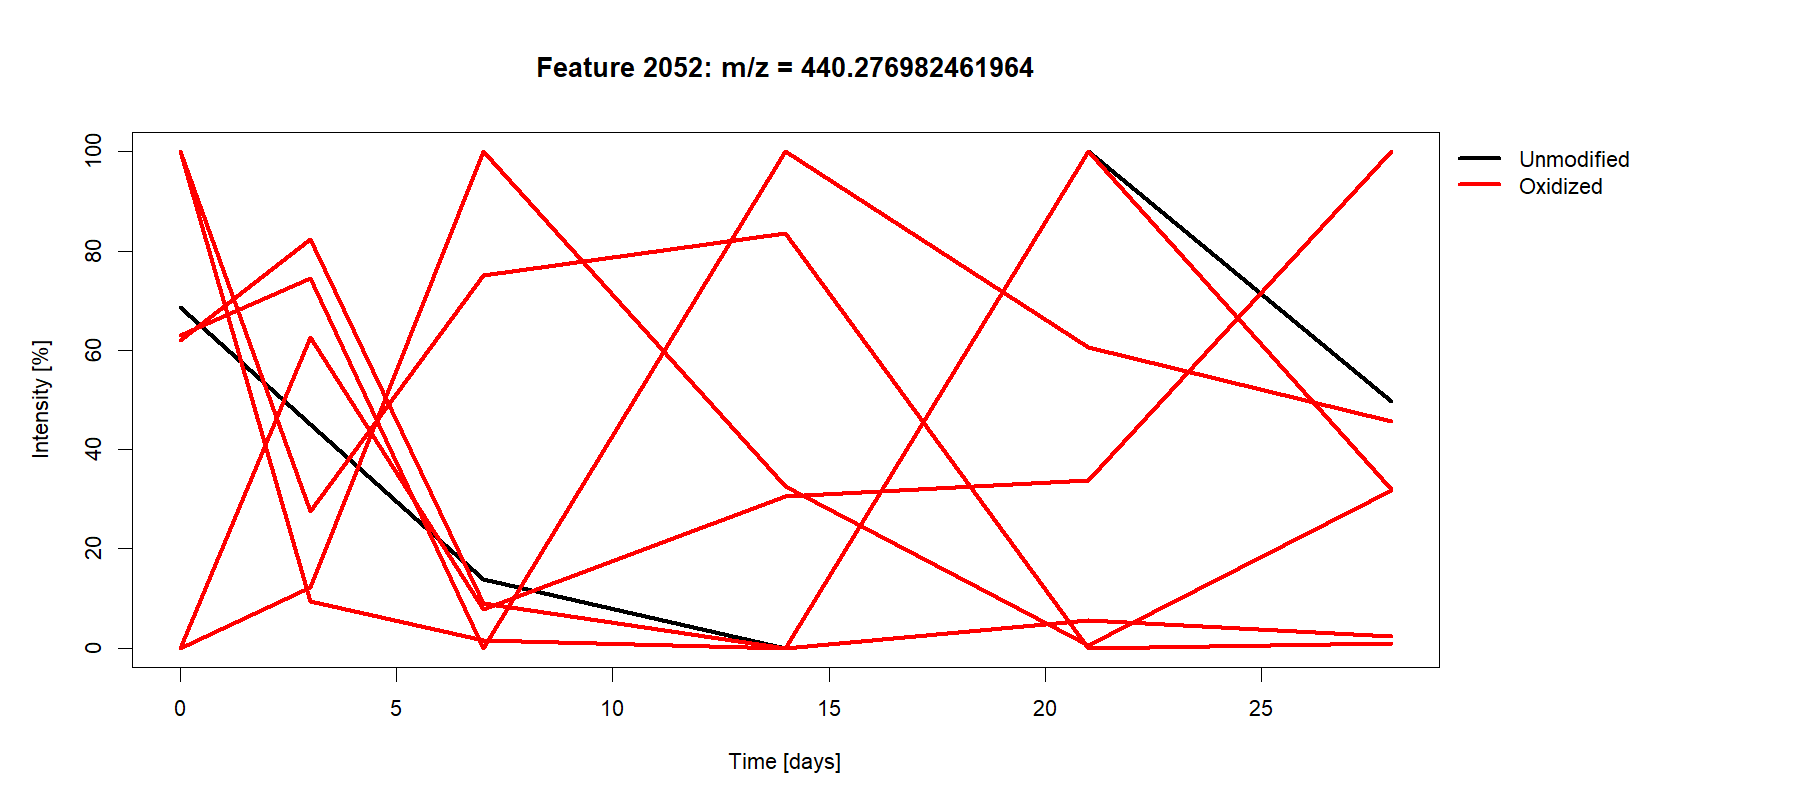 Feature 2052: m/z = 440.276982461964
Unmodified
Oxidized
100
80
60
40
20
0
Intensity [%]
0 5 10 15 20 25
Time [days]